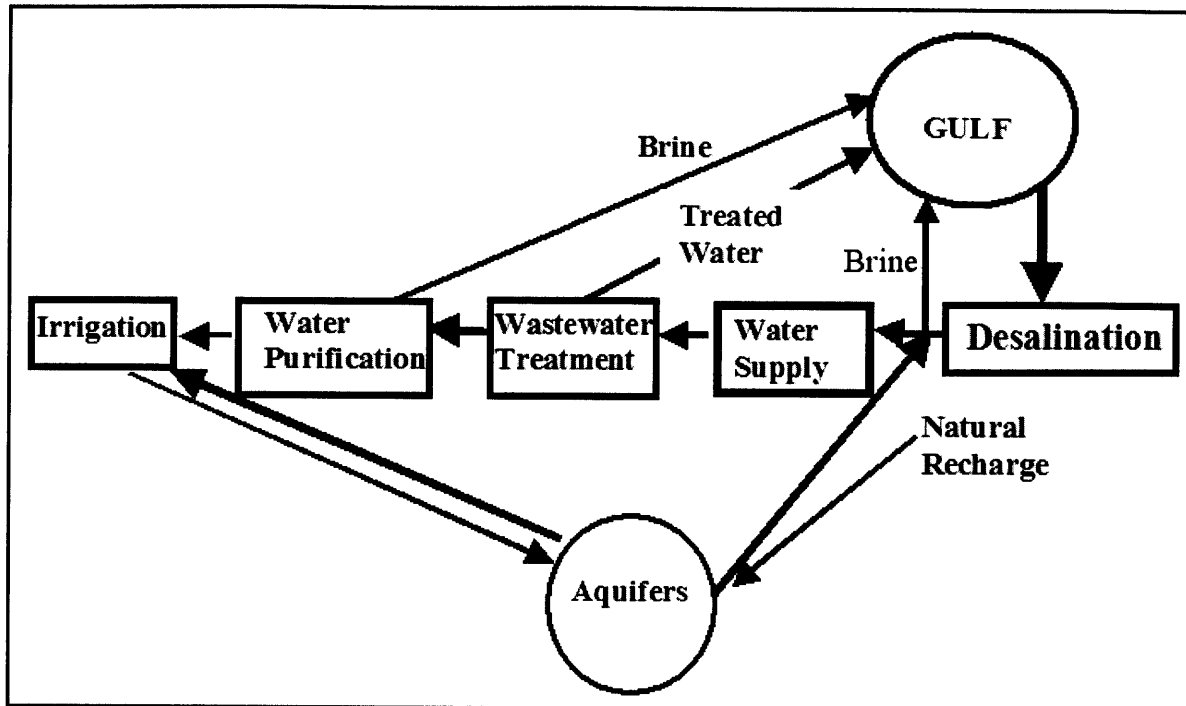 GULF
Brine
Treated
Water
Brine
Irrigation
Water
Purification
Wastewater
Treatment
Water
Supply
Desalination
Natural
Recharge
Aquifers